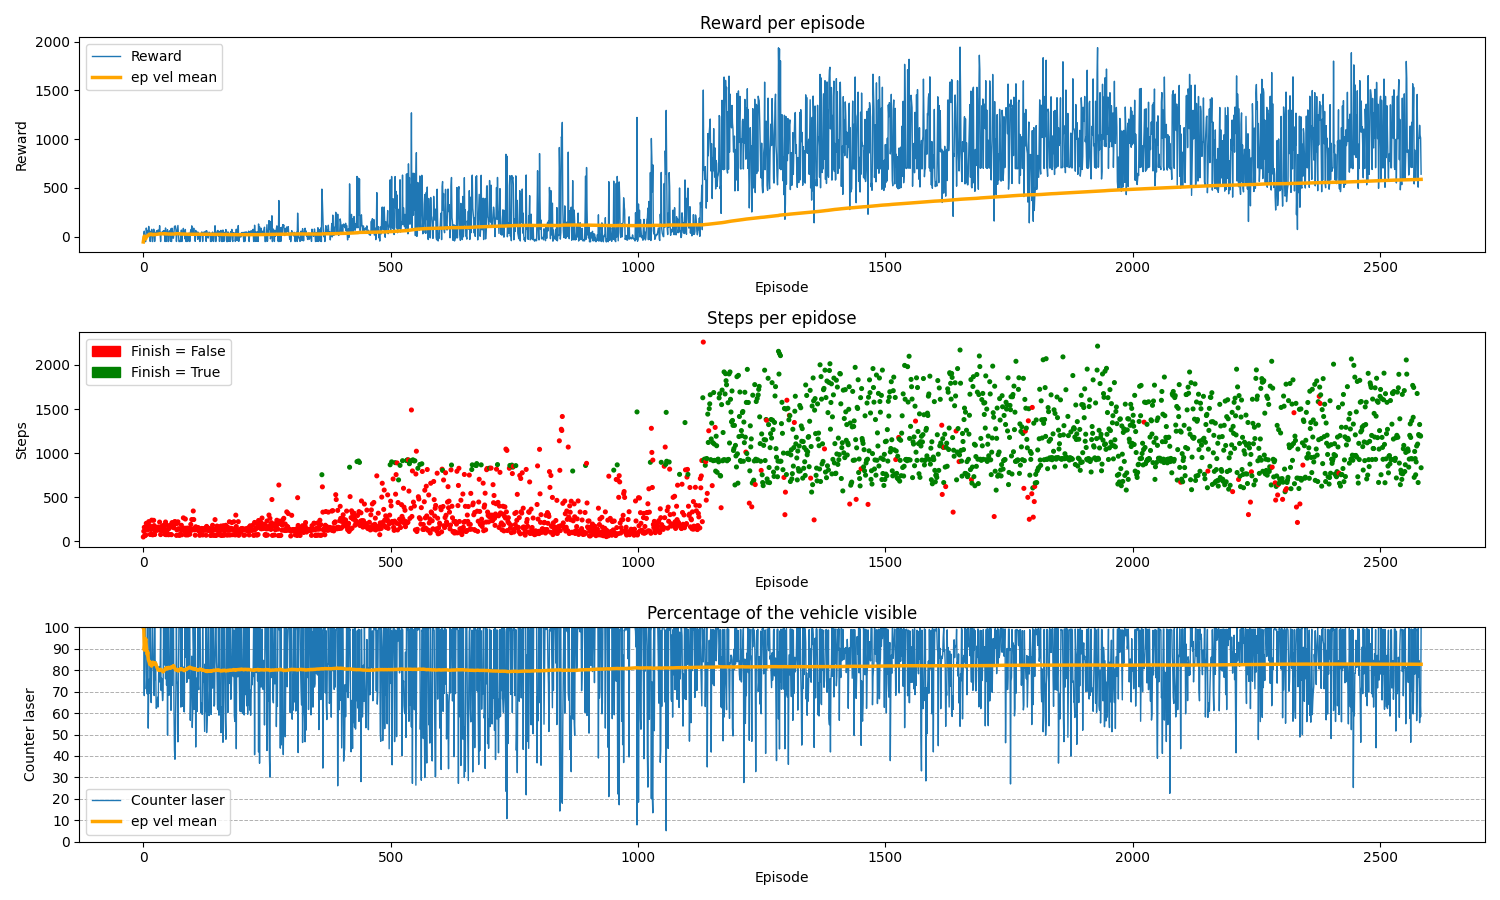 Reward per episode
2000
1500
1000
500
0
Reward
Reward
ep vel mean
0 500 1000 1500 2000 2500
Episode
Steps per epidose
2000
1500
1000
500
0
Steps
Finish = False
Finish = True
0 500 1000 1500 2000 2500
Episode
Percentage of the vehicle visible
100
90
80
70
60
50
40
30
20
10
0
Counter laser
Counter laser
ep vel mean
0 500 1000 1500 2000 2500
Episode